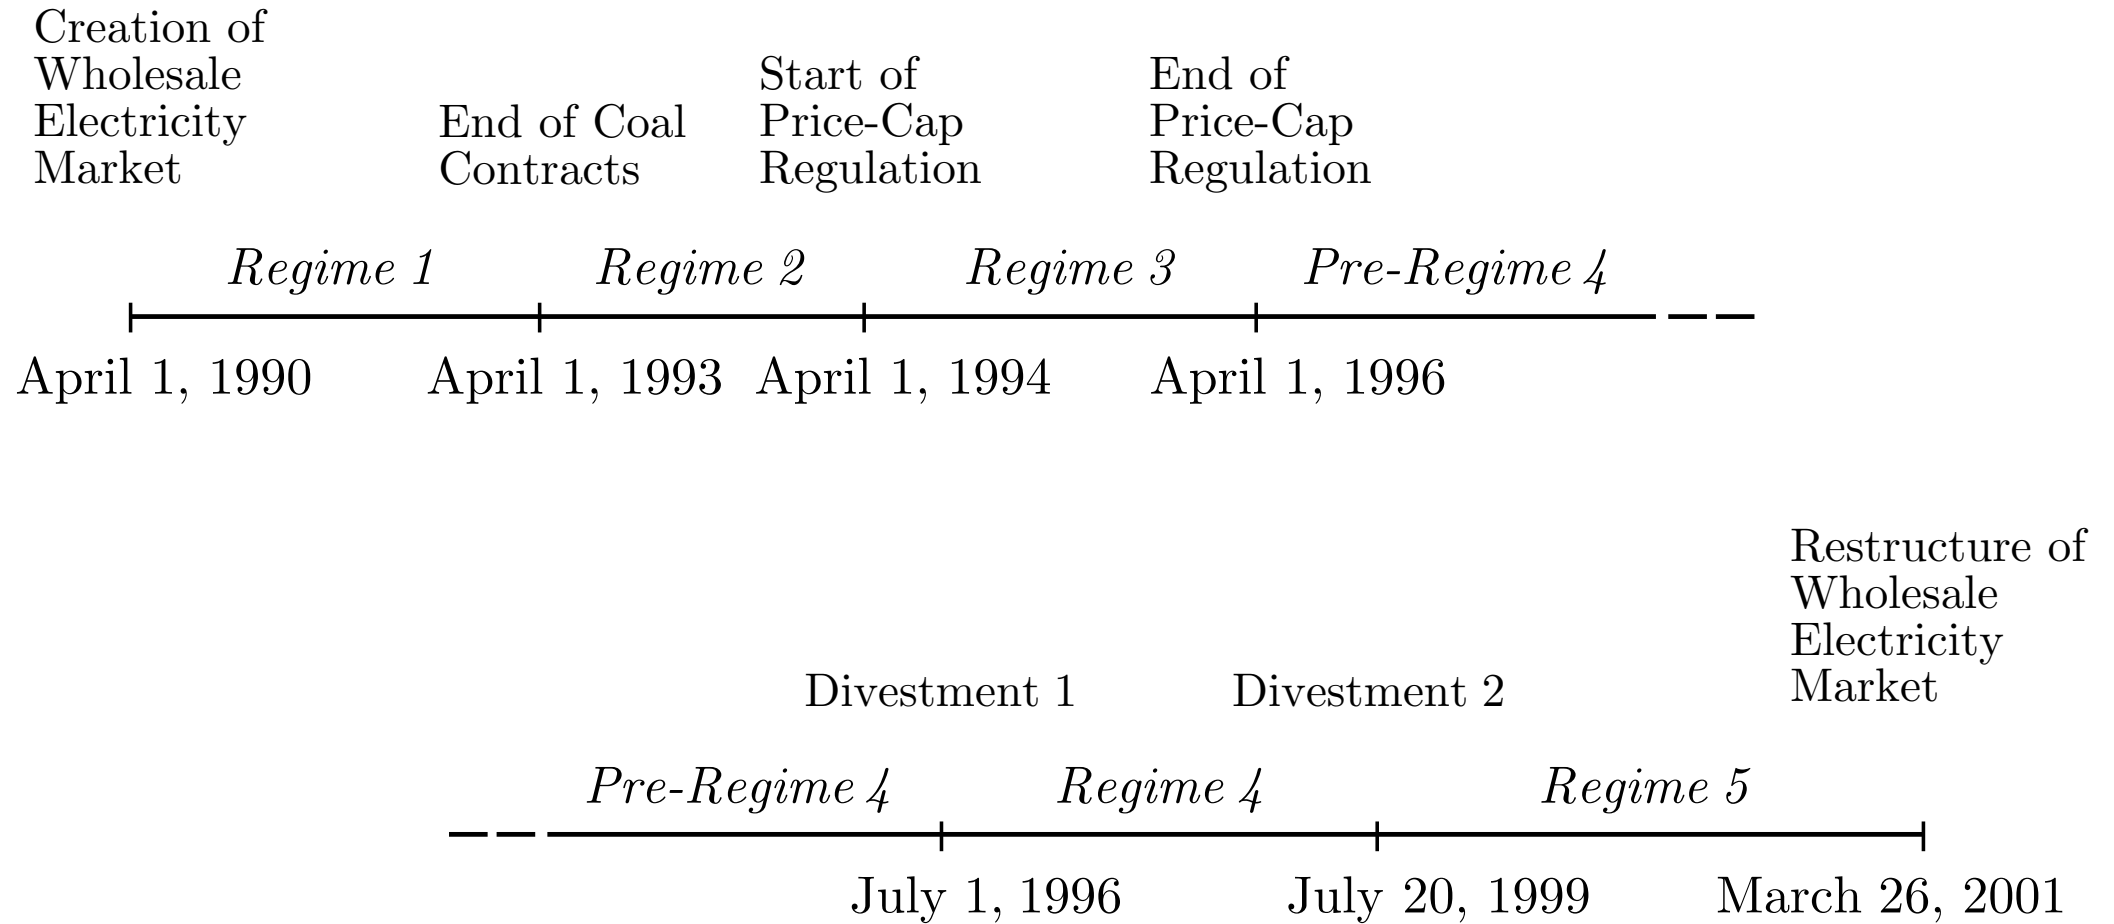 Creation of
Wholesale
Electricity
Market
End of Coal
Contracts
Start of
Price-Cap
Regulation
End of
Price-Cap
Regulation
Regime 1
Regime 2
Regime 3
Pre-Regime 4
April 1, 1990
April 1, 1993
April 1, 1994
April 1, 1996
Restructure of
Wholesale
Electricity
Market
Divestment 1
Divestment 2
Pre-Regime 4
Regime 4
Regime 5
July 1, 1996
July 20, 1999
March 26, 2001